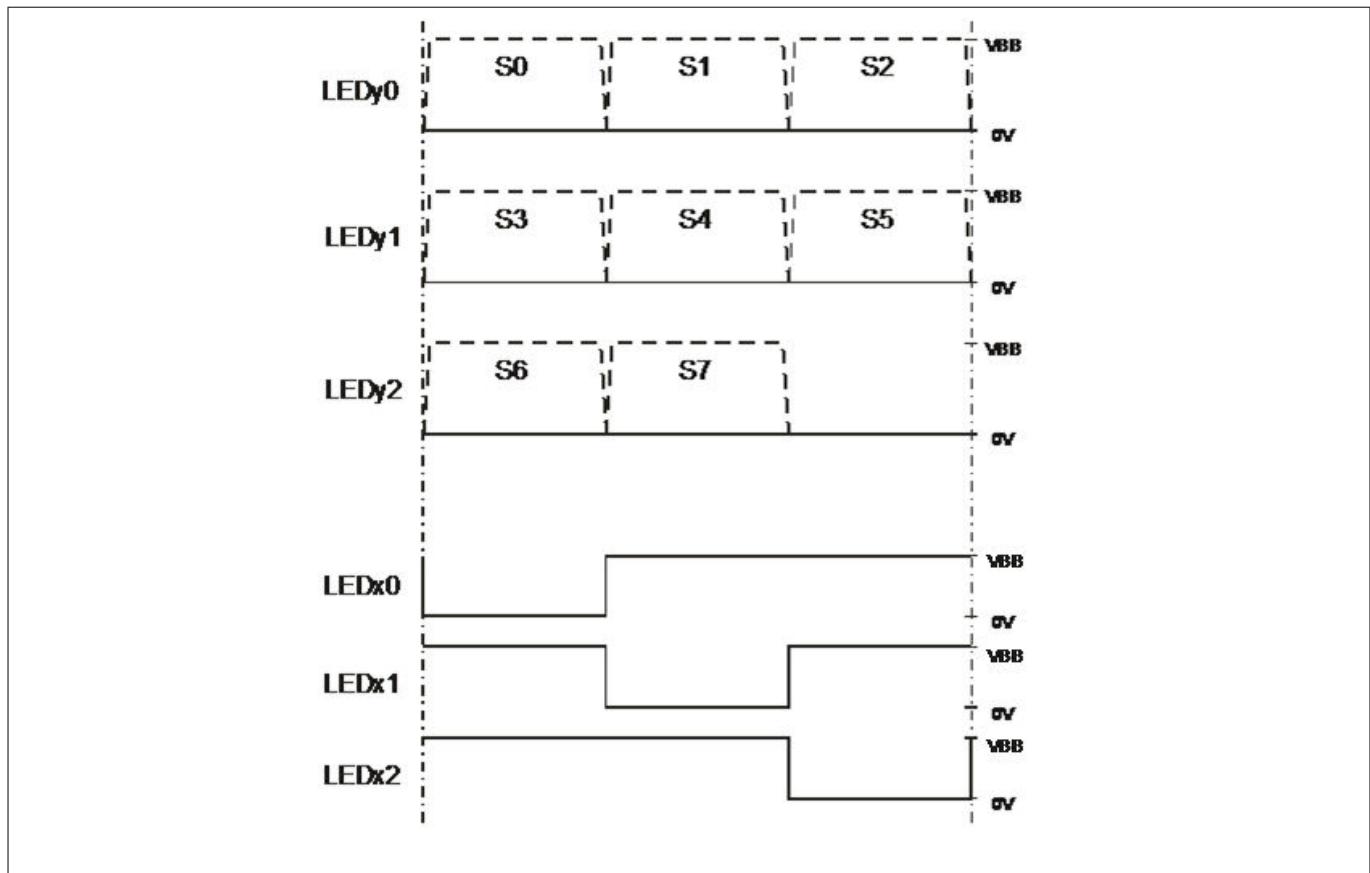 VBB
S0 S1 S2
LEDy0
0V
VBB
S3 S4 S5
LEDy1
0V
VBB
S6 S7
LEDy2
0V
VBB
LEDx0
0V
VBB
LEDx1
0V
VBB
LEDx2
0V